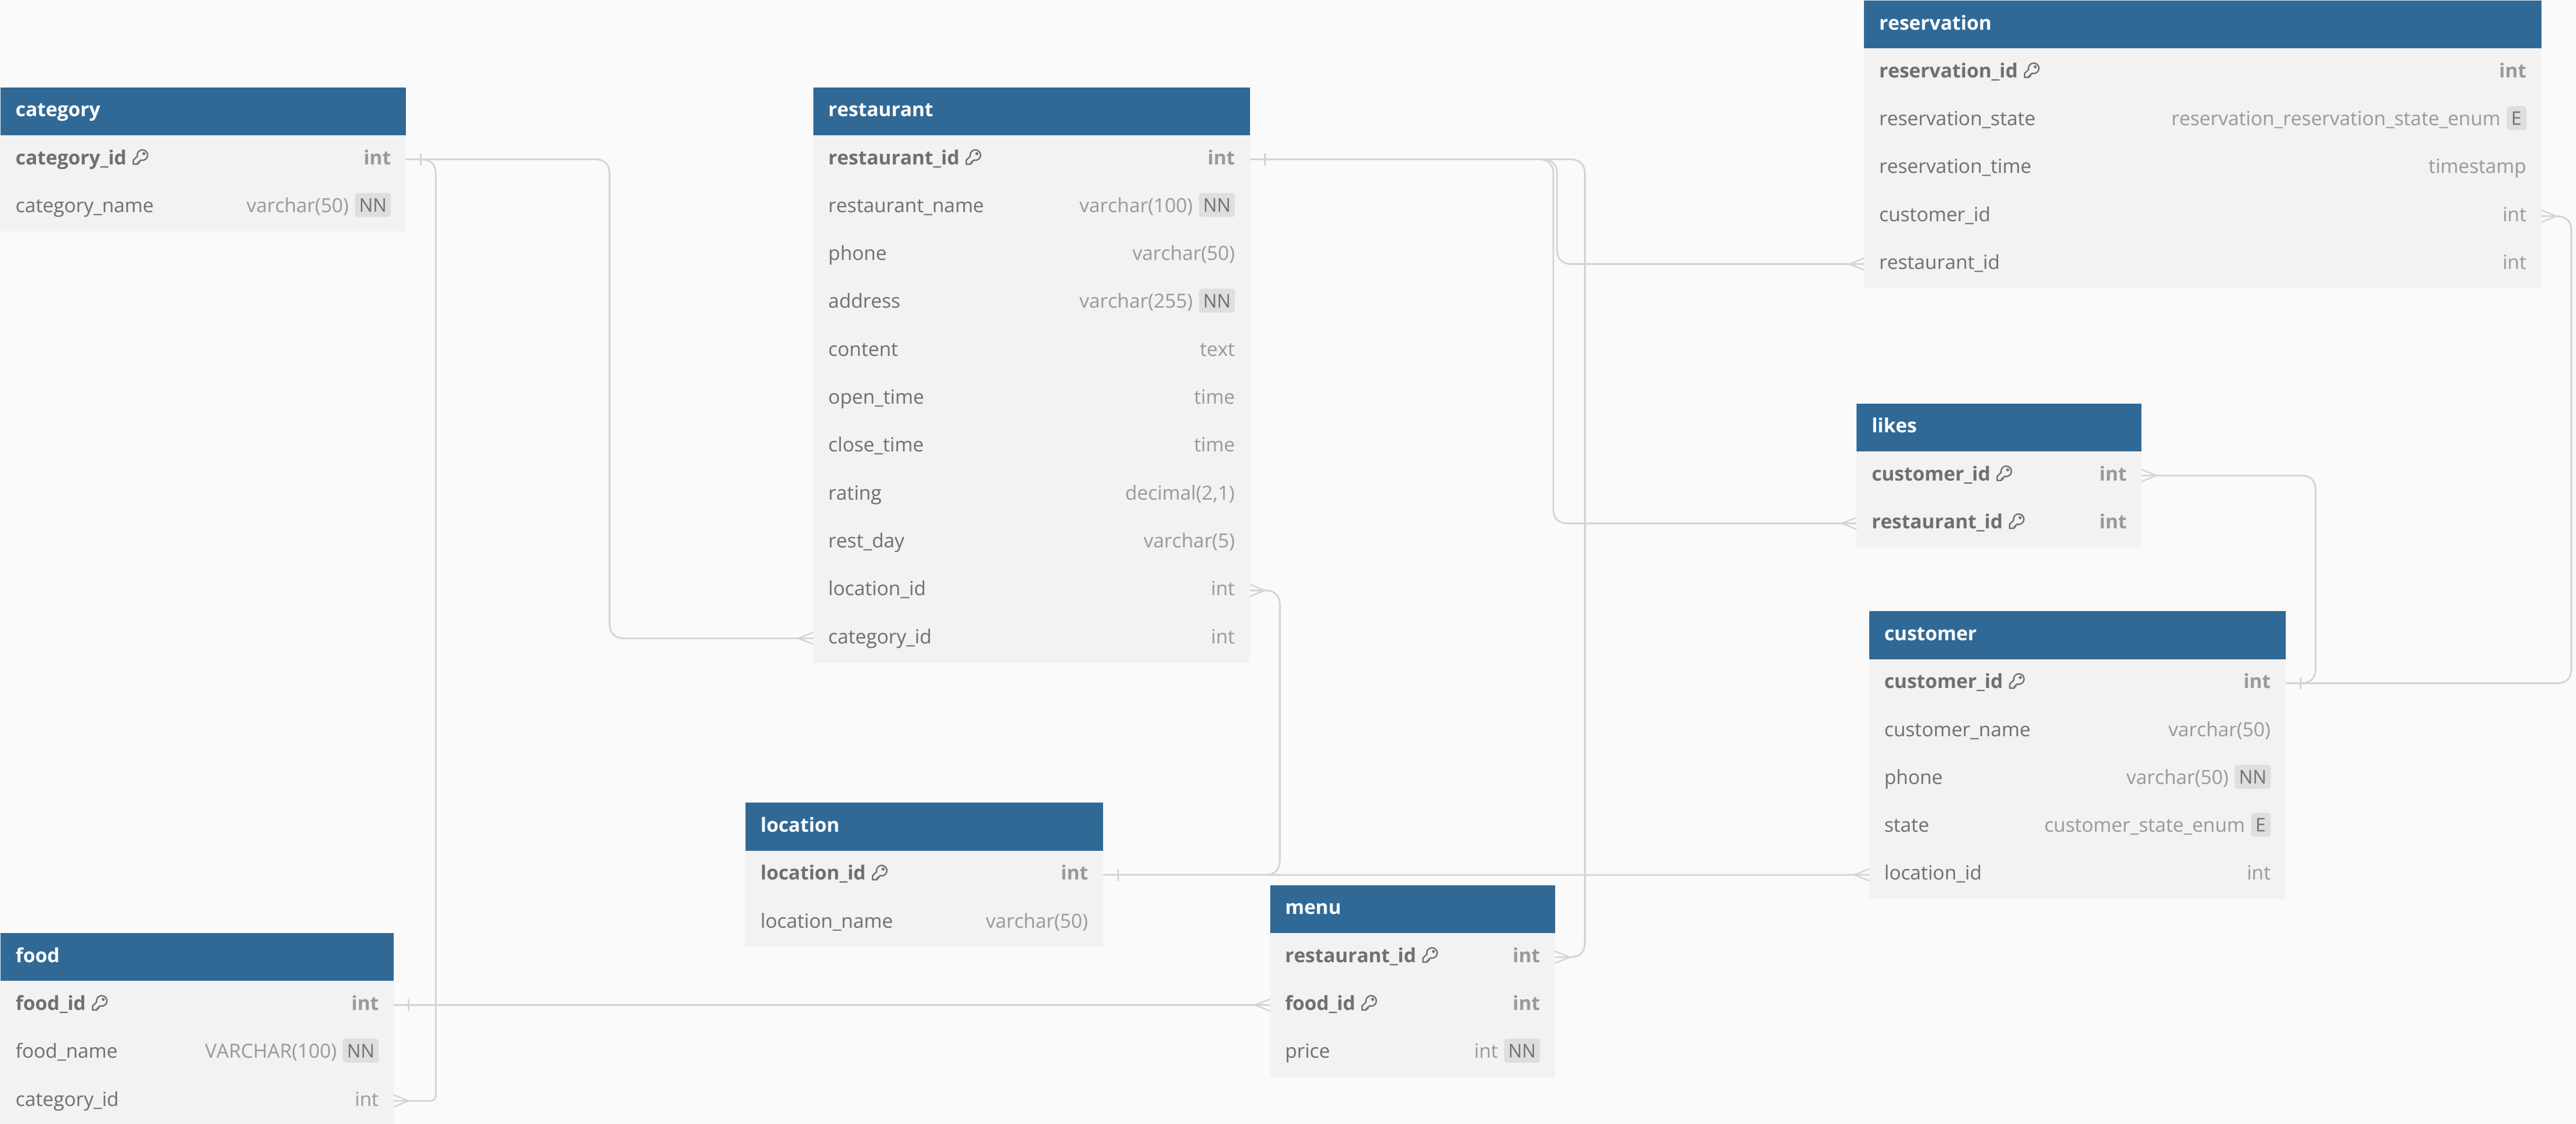 category
category_id int
category_name varchar(50) NN
restaurant
restaurant_id int
restaurant_name varchar(100) NN
phone varchar(50)
address varchar(255) NN
content text
open_time time
close_time time
rating decimal(2,1)
rest_day varchar(5)
location_id int
category_id int
reservation
reservation_id int
reservation_state reservation_reservation_state_enum E
reservation_time timestamp
customer_id int
restaurant_id int
likes
customer_id int
restaurant_id int
customer
customer_id int
customer_name varchar(50)
phone varchar(50) NN
state customer_state_enum E
location_id int
location
location_id int
location_name varchar(50)
menu
restaurant_id int
food_id int
price int NN
food
food_id int
food_name VARCHAR(100) NN
category_id int